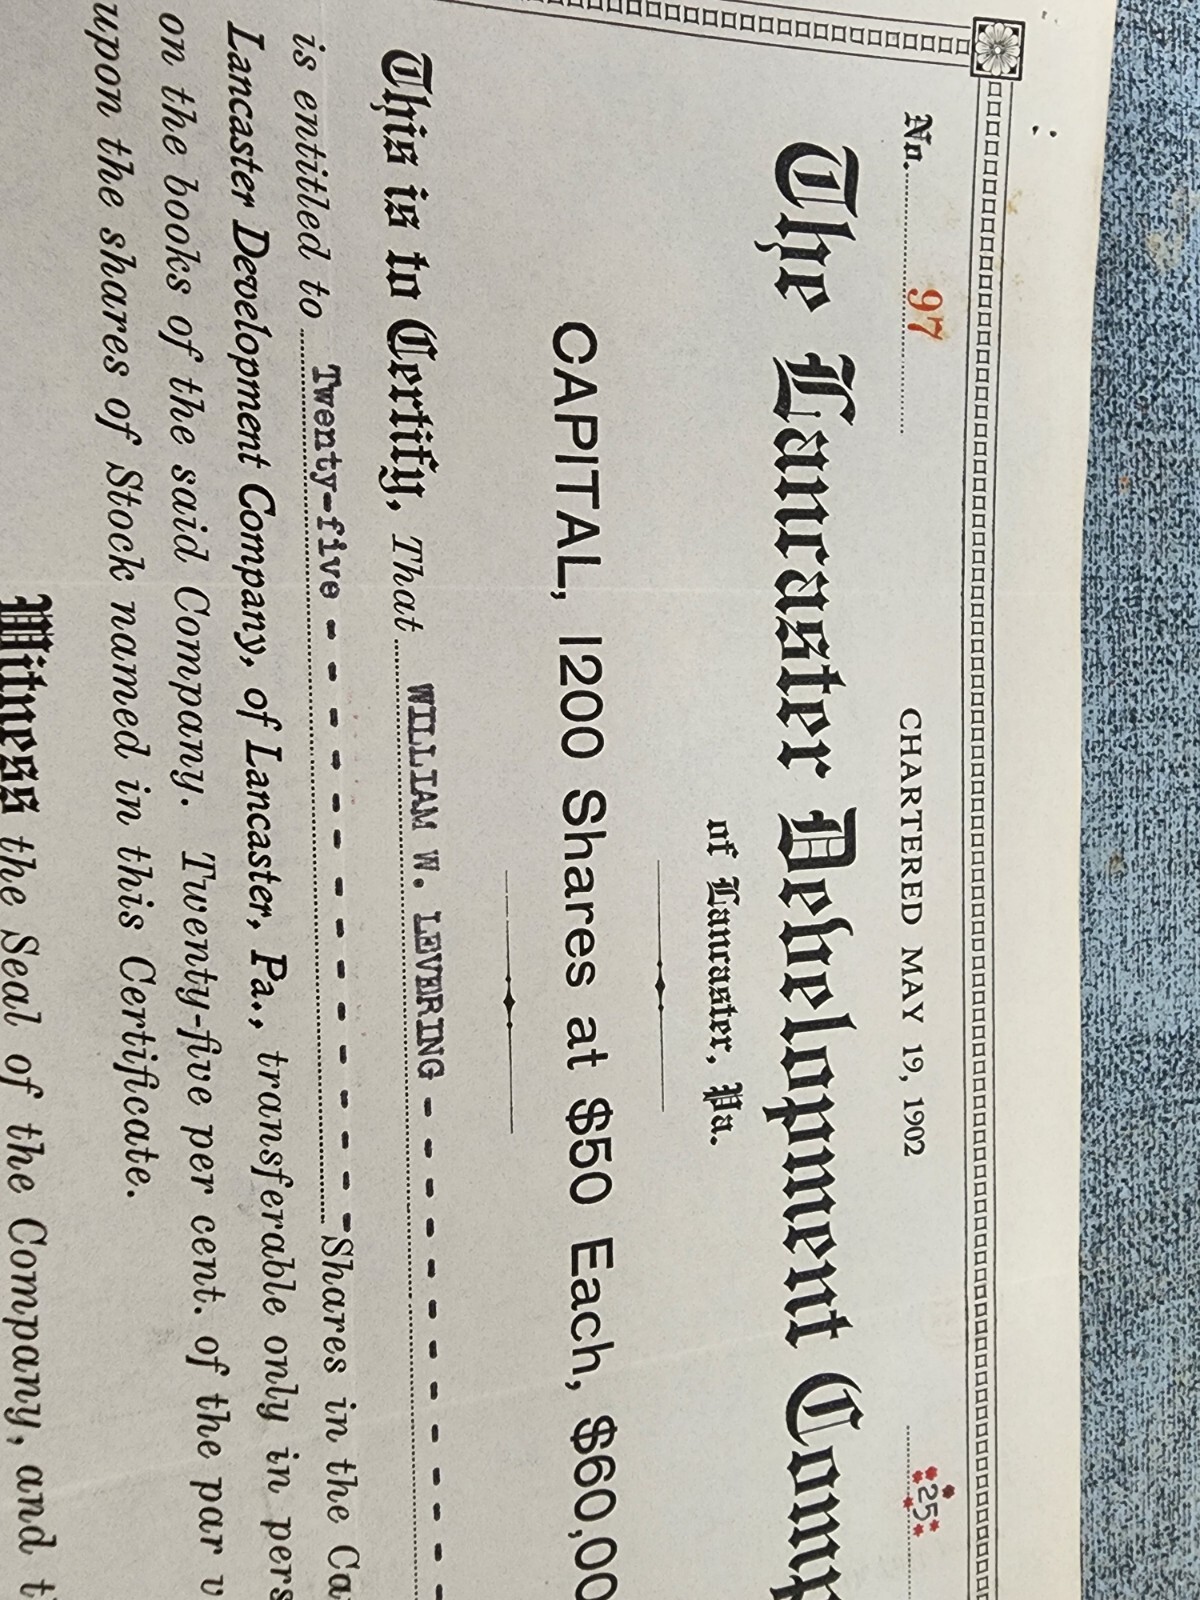 No. 97
CHARTERED MAY 19, 1902
25
The Lancaster Development Comp
of Lancaster, Pa.
CAPITAL, 1200 Shares at $50 Each, $60,00
This is to Certify, That WILLIAM W. LEVERING - - - - - - - - - - -
is entitled to Twenty-five - - - - - - - - - - - - - - - Shares in the Ca
Lancaster Development Company, of Lancaster, Pa., transferable only in pers
on the books of the said Company. Twenty-five per cent. of the par v
upon the shares of Stock named in this Certificate.
Witness the Seal of the Company, and t